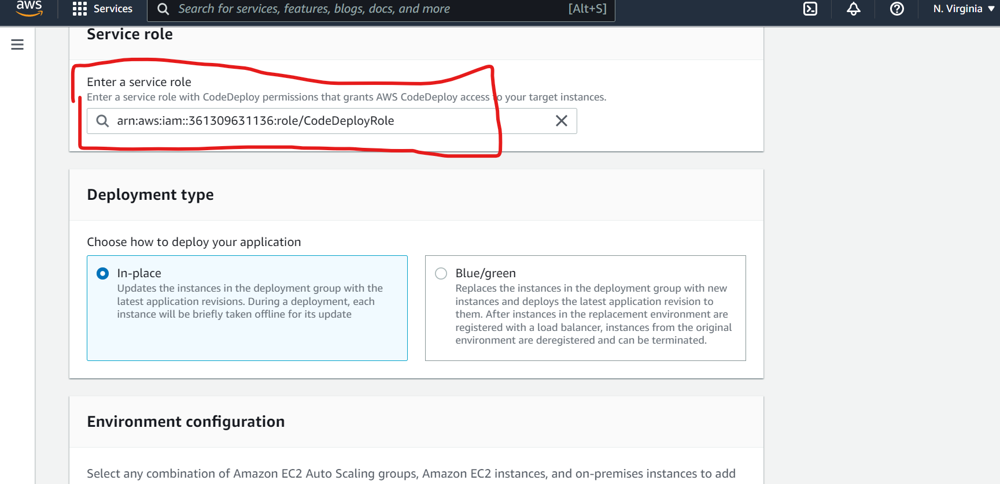 aws Services Search for services, features, blogs, docs, and more [Alt+S] N. Virginia
Service role
Enter a service role
Enter a service role with CodeDeploy permissions that grants AWS CodeDeploy access to your target instances.
arn:aws:iam::361309631136:role/CodeDeployRole
Deployment type
Choose how to deploy your application
In-place
Updates the instances in the deployment group with the
latest application revisions. During a deployment, each
instance will be briefly taken offline for its update
Blue/green
Replaces the instances in the deployment group with new
instances and deploys the latest application revision to
them. After instances in the replacement environment are
registered with a load balancer, instances from the original
environment are deregistered and can be terminated.
Environment configuration
Select any combination of Amazon EC2 Auto Scaling groups, Amazon EC2 instances, and on-premises instances to add